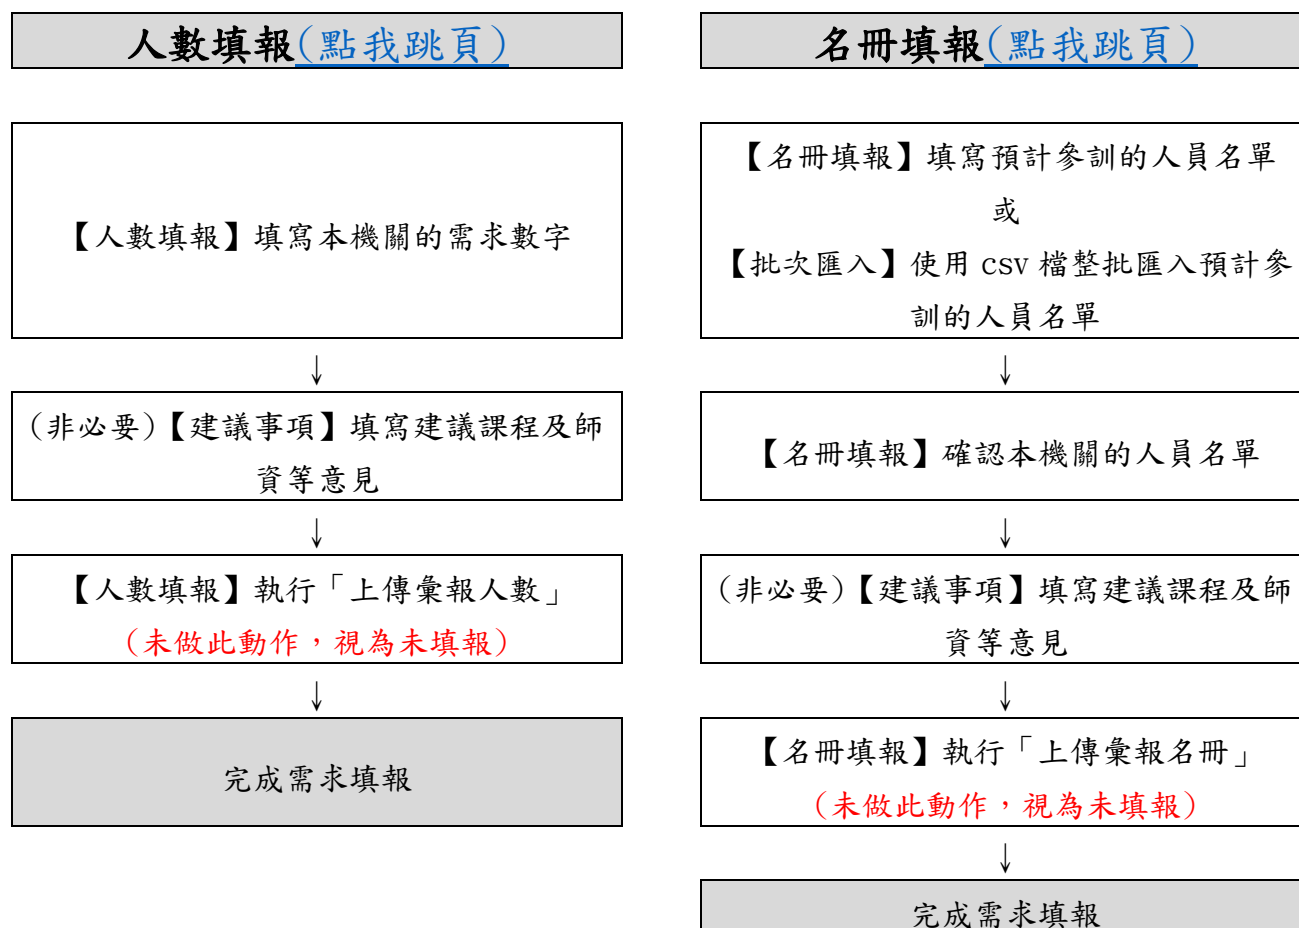 人數填報(點我跳頁)
【人數填報】填寫本機關的需求數字
↓
(非必要)【建議事項】填寫建議課程及師
資等意見
↓
【人數填報】執行「上傳彙報人數」
(未做此動作，視為未填報)
↓
完成需求填報
名冊填報(點我跳頁)
【名冊填報】填寫預計參訓的人員名單
或
【批次匯入】使用 csv 檔整批匯入預計參
訓的人員名單
↓
【名冊填報】確認本機關的人員名單
↓
(非必要)【建議事項】填寫建議課程及師
資等意見
↓
【名冊填報】執行「上傳彙報名冊」
(未做此動作，視為未填報)
↓
完成需求填報